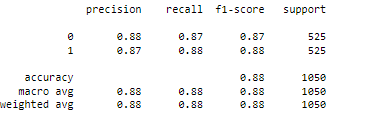 precision recall f1-score support
0 0.88 0.87 0.87 525
1 0.87 0.88 0.88 525
accuracy 0.88 1050
macro avg 0.88 0.88 0.88 1050
weighted avg 0.88 0.88 0.88 1050